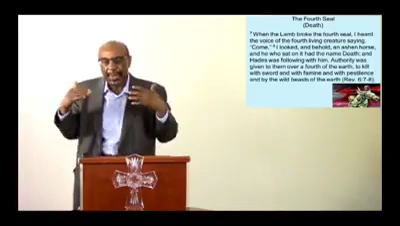 The Fourth Seal
(Death)
⁷ When the Lamb broke the fourth seal, I heard
the voice of the fourth living creature saying,
"Come." ⁸ I looked, and behold, an ashen horse,
and he who sat on it had the name Death; and
Hades was following with him. Authority was
given to them over a fourth of the earth, to kill
with sword and with famine and with pestilence
and by the wild beasts of the earth (Rev. 6:7-8)